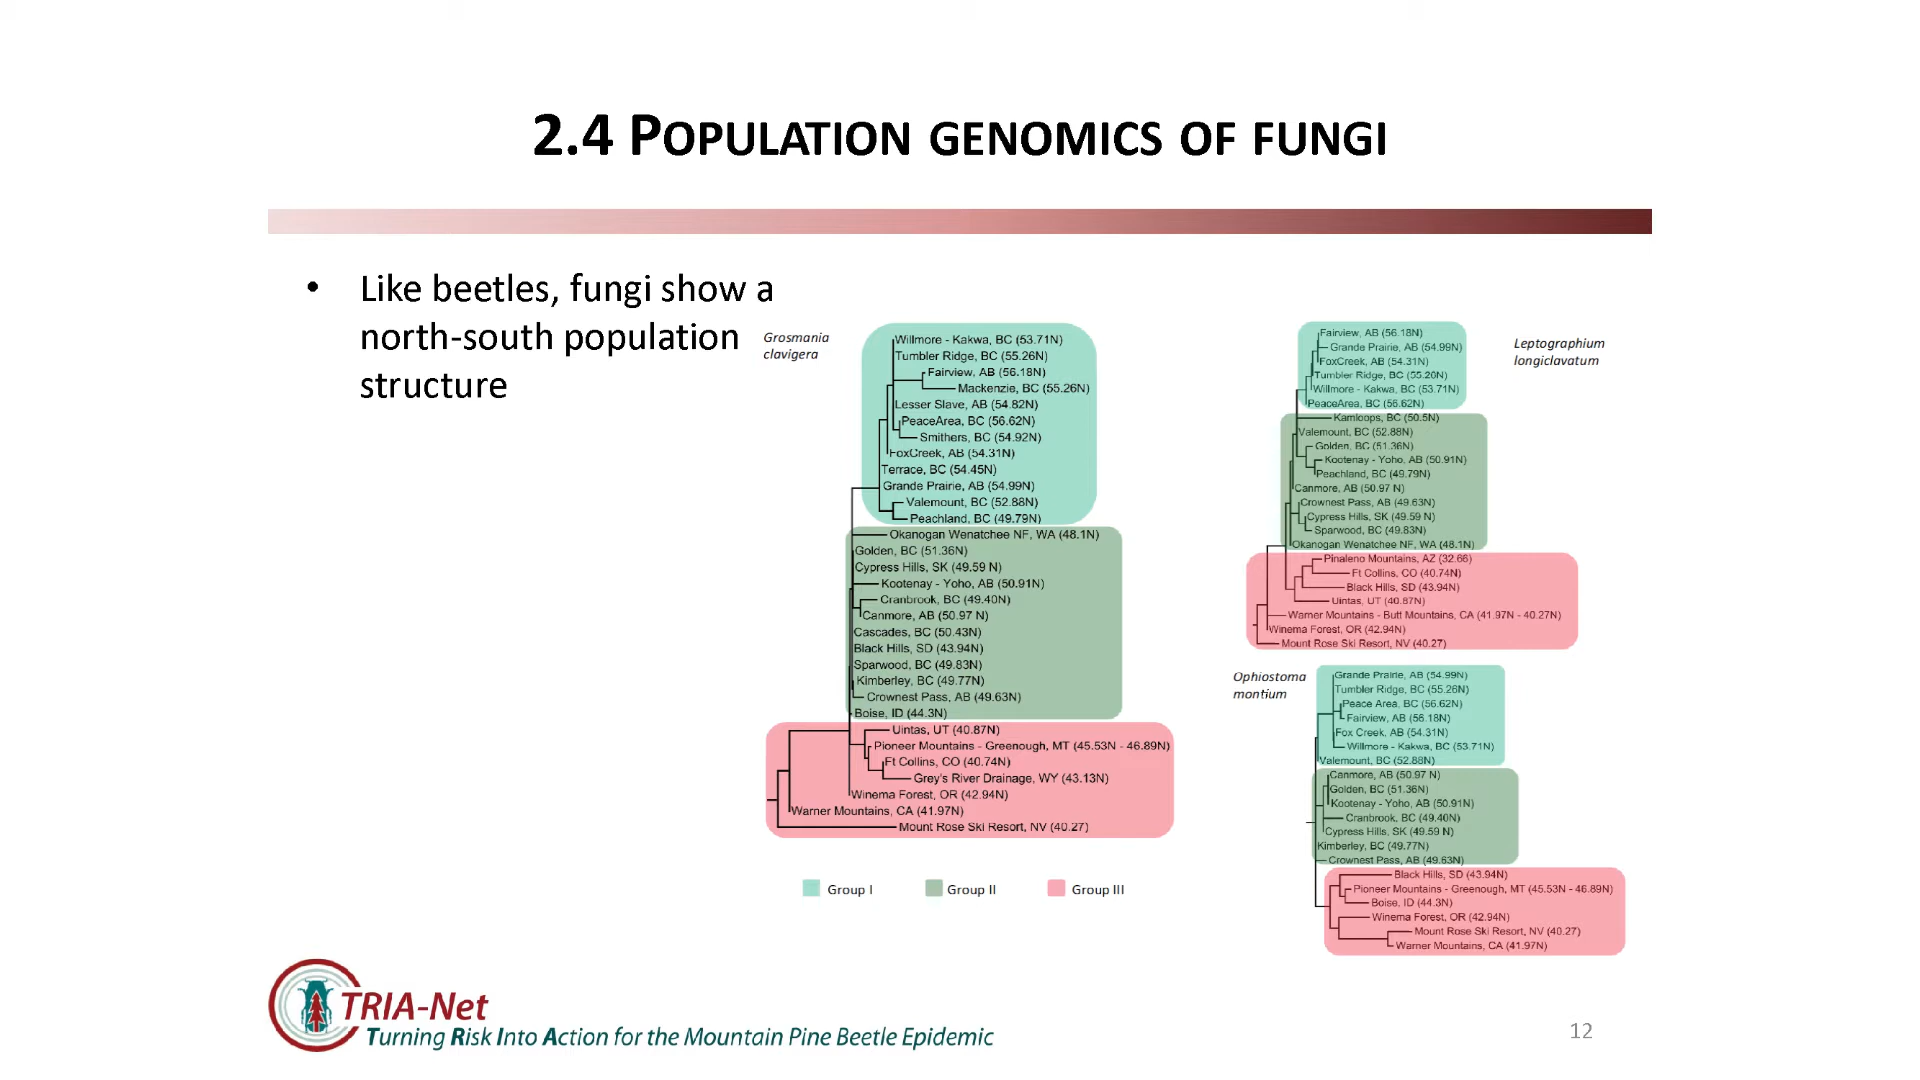 2.4 POPULATION GENOMICS OF FUNGI
• Like beetles, fungi show a
north-south population
structure
Grosmania
clavigera
Willmore - Kakwa, BC (53.71N)
Tumbler Ridge, BC (55.26N)
Fairview, AB (56.18N)
Mackenzie, BC (55.26N)
Lesser Slave, AB (54.82N)
PeaceArea, BC (56.62N)
Smithers, BC (54.92N)
FoxCreek, AB (54.31N)
Terrace, BC (54.45N)
Grande Prairie, AB (54.99N)
Valemount, BC (52.88N)
Peachland, BC (49.79N)
Okanogan Wenatchee NF, WA (48.1N)
Golden, BC (51.36N)
Cypress Hills, SK (49.59 N)
Kootenay - Yoho, AB (50.91N)
Cranbrook, BC (49.40N)
Canmore, AB (50.97 N)
Cascades, BC (50.43N)
Black Hills, SD (43.94N)
Sparwood, BC (49.83N)
Kimberley, BC (49.77N)
Crownest Pass, AB (49.63N)
Boise, ID (44.3N)
Uintas, UT (40.87N)
Pioneer Mountains - Greenough, MT (45.53N - 46.89N)
Ft Collins, CO (40.74N)
Grey's River Drainage, WY (43.13N)
Winema Forest, OR (42.94N)
Warner Mountains, CA (41.97N)
Mount Rose Ski Resort, NV (40.27)
Group I
Group II
Group III
Leptographium
longiclavatum
Fairview, AB (56.18N)
Grande Prairie, AB (54.99N)
FoxCreek, AB (54.31N)
Tumbler Ridge, BC (55.26N)
Willmore - Kakwa, BC (53.71N)
PeaceArea, BC (56.62N)
Kamloops, BC (50.5N)
Valemount, BC (52.88N)
Golden, BC (51.36N)
Kootenay - Yoho, AB (50.91N)
Peachland, BC (49.79N)
Canmore, AB (50.97 N)
Crownest Pass, AB (49.63N)
Cypress Hills, SK (49.59 N)
Sparwood, BC (49.83N)
Okanogan Wenatchee NF, WA (48.1N)
Pinaleno Mountains, AZ (32.66)
Ft Collins, CO (40.74N)
Black Hills, SD (43.94N)
Uintas, UT (40.87N)
Warner Mountains - Butt Mountains, CA (41.97N - 40.27N)
Winema Forest, OR (42.94N)
Mount Rose Ski Resort, NV (40.27)
Ophiostoma
montium
Grande Prairie, AB (54.99N)
Tumbler Ridge, BC (55.26N)
Peace Area, BC (56.62N)
Fairview, AB (56.18N)
Fox Creek, AB (54.31N)
Willmore - Kakwa, BC (53.71N)
Valemount, BC (52.88N)
Canmore, AB (50.97 N)
Golden, BC (51.36N)
Kootenay - Yoho, AB (50.91N)
Cranbrook, BC (49.40N)
Cypress Hills, SK (49.59 N)
Kimberley, BC (49.77N)
Crownest Pass, AB (49.63N)
Black Hills, SD (43.94N)
Pioneer Mountains - Greenough, MT (45.53N - 46.89N)
Boise, ID (44.3N)
Winema Forest, OR (42.94N)
Mount Rose Ski Resort, NV (40.27)
Warner Mountains, CA (41.97N)
TRIA-Net
Turning Risk Into Action for the Mountain Pine Beetle Epidemic
12